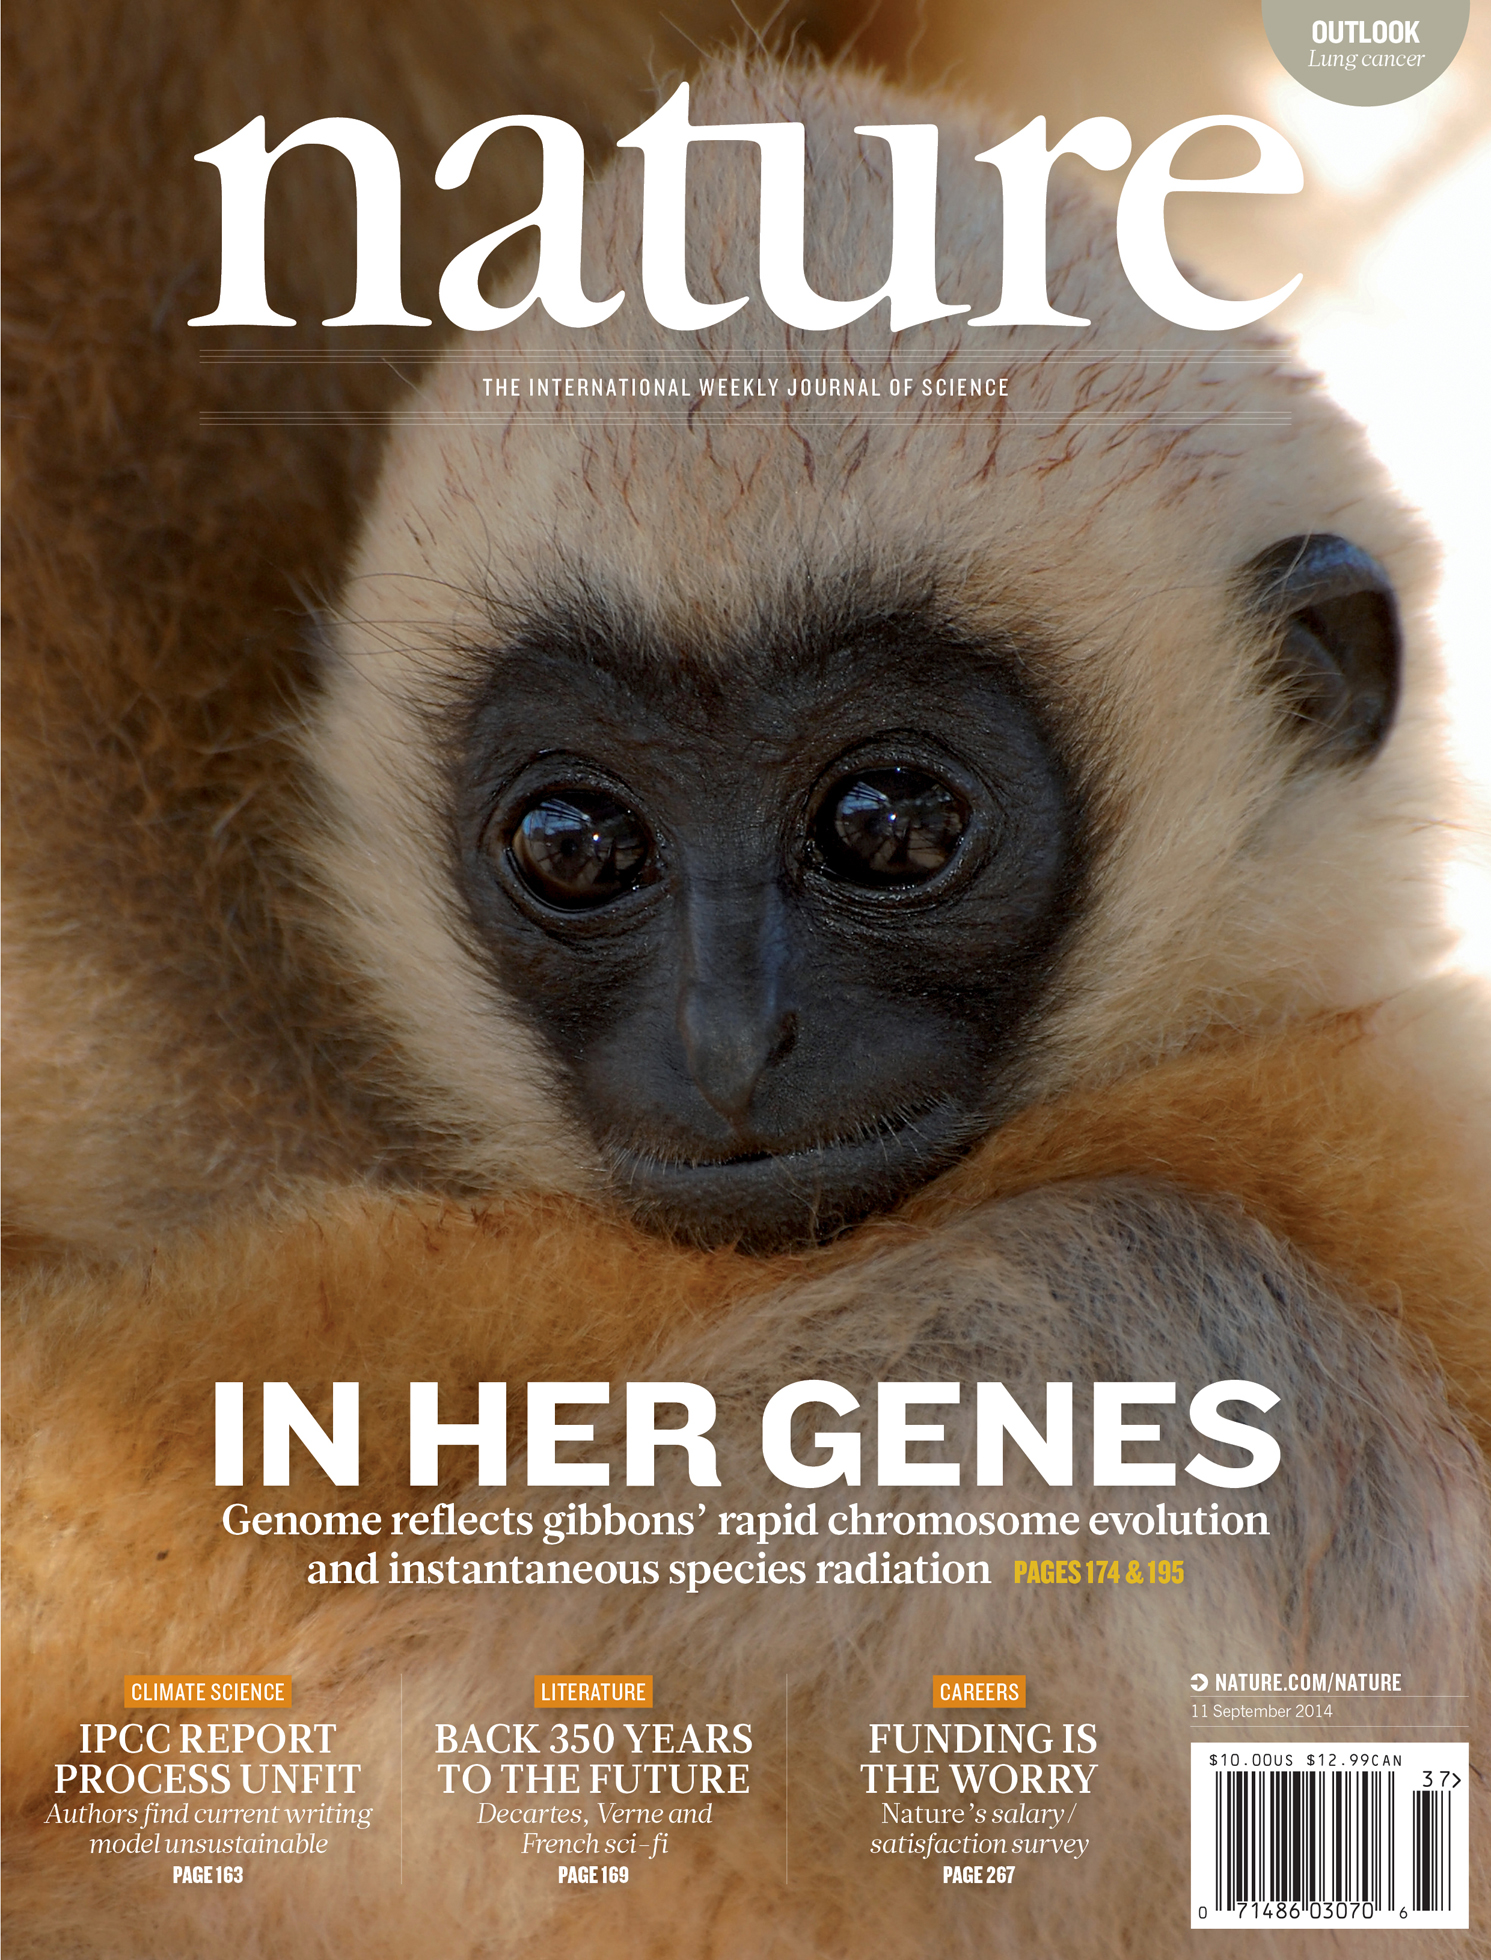 OUTLOOK
Lung cancer
nature
THE INTERNATIONAL WEEKLY JOURNAL OF SCIENCE
IN HER GENES
Genome reflects gibbons’ rapid chromosome evolution
and instantaneous species radiation PAGES 174 & 195
CLIMATE SCIENCE
IPCC REPORT
PROCESS UNFIT
Authors find current writing
model unsustainable
PAGE 163
LITERATURE
BACK 350 YEARS
TO THE FUTURE
Decartes, Verne and
French sci-fi
PAGE 169
CAREERS
FUNDING IS
THE WORRY
Nature’s salary/
satisfaction survey
PAGE 267
NATURE.COM/NATURE
11 September 2014
$10.00US $12.99CAN
37>
0 71486 03070 6